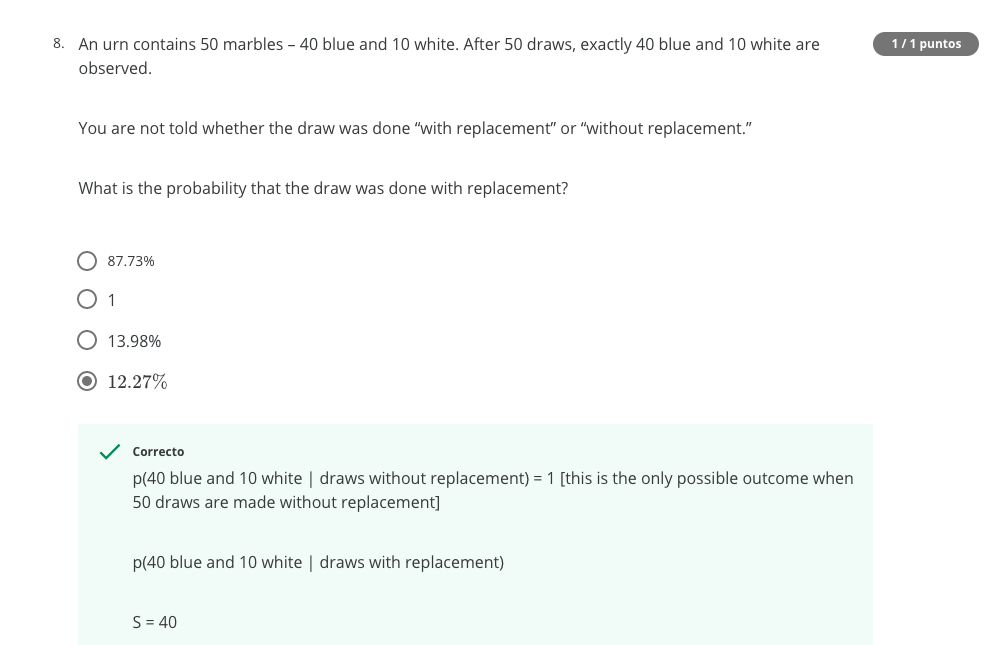 8. An urn contains 50 marbles – 40 blue and 10 white. After 50 draws, exactly 40 blue and 10 white are
observed.
1 / 1 puntos
You are not told whether the draw was done “with replacement” or “without replacement.”
What is the probability that the draw was done with replacement?
87.73%
1
13.98%
12.27%
Correcto
p(40 blue and 10 white | draws without replacement) = 1 [this is the only possible outcome when
50 draws are made without replacement]
p(40 blue and 10 white | draws with replacement)
S = 40